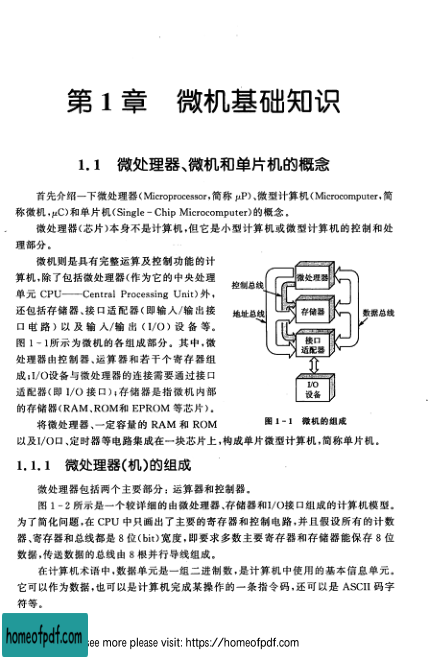 第1章 微机基础知识
1.1 微处理器、微机和单片机的概念
首先介绍一下微处理器(Microprocessor,简称 μP)、微型计算机(Microcomputer,简
称微机,μC)和单片机(Single-Chip Microcomputer)的概念。
微处理器(芯片)本身不是计算机,但它是小型计算机或微型计算机的控制和处
理部分。
微机则是具有完整运算及控制功能的计
算机,除了包括微处理器(作为它的中央处理
单元 CPU——Central Processing Unit)外,
还包括存储器、接口适配器(即输入/输出接
口电路)以及输入/输出(I/O)设备等。
图 1-1所示为微机的各组成部分。其中,微
处理器由控制器、运算器和若干个寄存器组
成;I/O设备与微处理器的连接需要通过接口
适配器(即 I/O 接口);存储器是指微机内部
的存储器(RAM、ROM和 EPROM 等芯片)。
将微处理器、一定容量的 RAM 和 ROM
控制总线
地址总线
微处理器
存储器
接口
适配器
I/O
设备
数据总线
图 1-1 微机的组成
以及I/O口、定时器等电路集成在一块芯片上,构成单片微型计算机,简称单片机。
1.1.1 微处理器(机)的组成
微处理器包括两个主要部分:运算器和控制器。
图 1-2 所示是一个较详细的由微处理器、存储器和I/O接口组成的计算机模型。
为了简化问题,在 CPU 中只画出了主要的寄存器和控制电路,并且假设所有的计数
器、寄存器和总线都是 8 位(bit)宽度,即要求多数主要寄存器和存储器能保存 8 位
数据,传送数据的总线由 8 根并行导线组成。
在计算机术语中,数据单元是一组二进制数,是计算机中使用的基本信息单元。
它可以作为数据,也可以是计算机完成某操作的一条指令码,还可以是 ASCII 码字
符等。
homeofpdf.com
see more please visit: https://homeofpdf.com